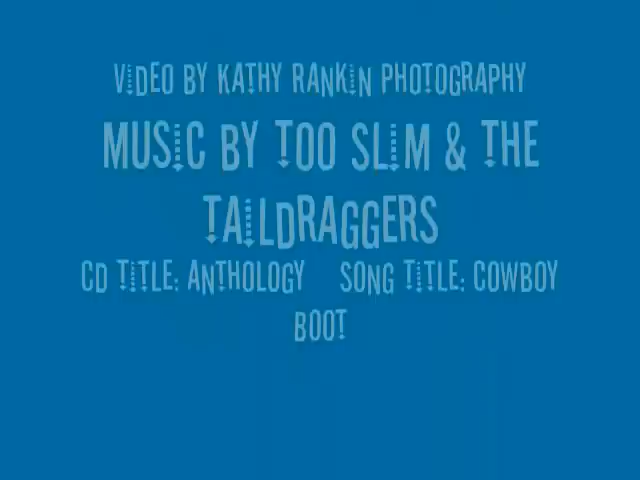 VIDEO BY KATHY RANKIN PHOTOGRAPHY
MUSIC BY TOO SLIM & THE
TAILDRAGGERS
CD TITLE: ANTHOLOGY SONG TITLE: COWBOY
BOOT